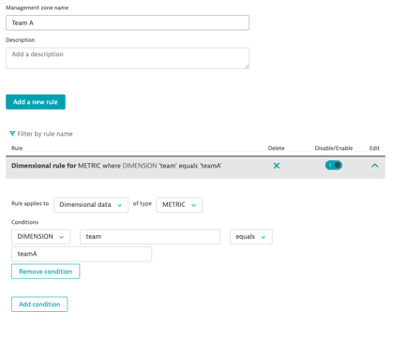 Management zone name
Team A
Description
Add a description
Add a new rule
Filter by rule name
Rule Delete Disable/Enable Edit
Dimensional rule for METRIC where DIMENSION 'team' equals 'teamA'
Rule applies to Dimensional data of type METRIC
Conditions
DIMENSION team equals
teamA
Remove condition
Add condition